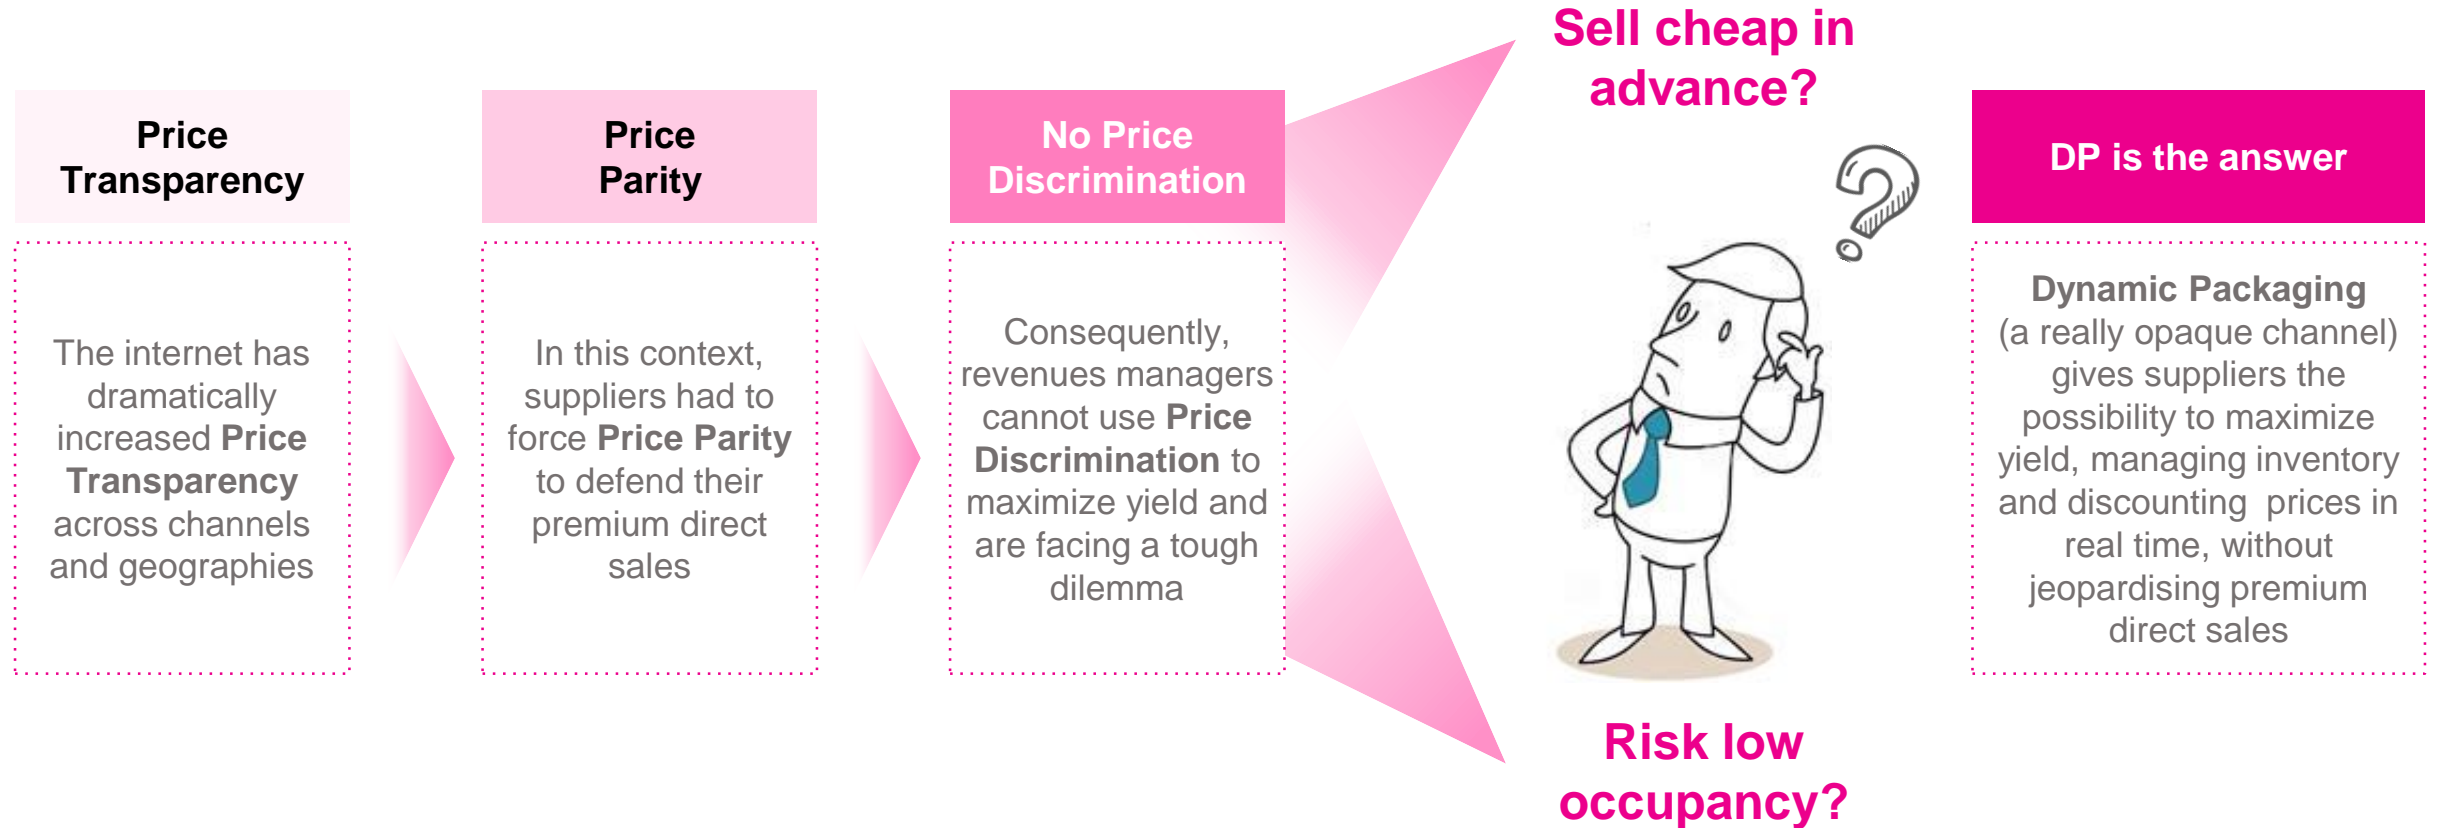 Price
Transparency
The internet has
dramatically
increased Price
Transparency
across channels
and geographies
Price
Parity
In this context,
suppliers had to
force Price Parity
to defend their
premium direct
sales
No Price
Discrimination
Consequently,
revenues managers
cannot use Price
Discrimination to
maximize yield and
are facing a tough
dilemma
Sell cheap in
advance?
?
Risk low
occupancy?
DP is the answer
Dynamic Packaging
(a really opaque channel)
gives suppliers the
possibility to maximize
yield, managing inventory
and discounting  prices in
real time, without
jeopardising premium
direct sales